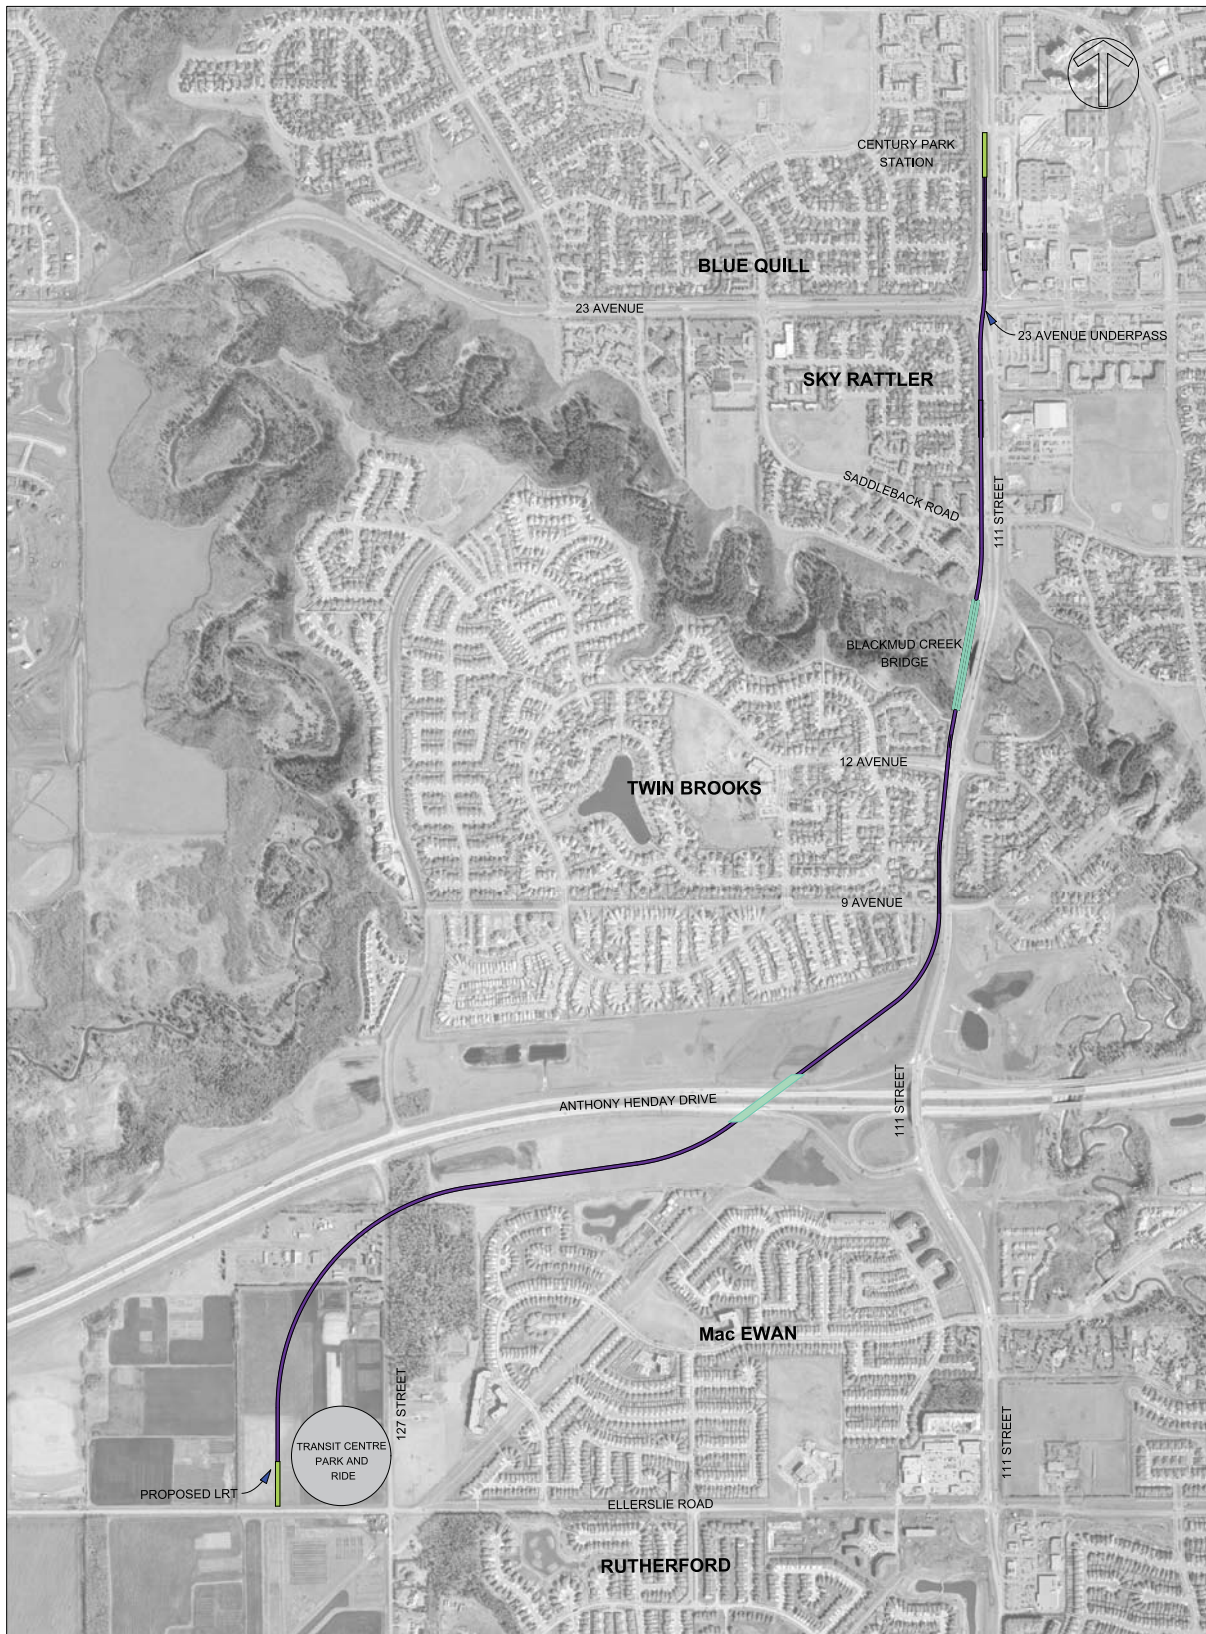 CENTURY PARK
STATION
BLUE QUILL
23 AVENUE
23 AVENUE UNDERPASS
SKY RATTLER
SADDLEBACK ROAD
111 STREET
BLACKMUD CREEK
BRIDGE
12 AVENUE
TWIN BROOKS
9 AVENUE
ANTHONY HENDAY DRIVE
111 STREET
Mac EWAN
127 STREET
111 STREET
TRANSIT CENTRE
PARK AND
RIDE
PROPOSED LRT
ELLERSLIE ROAD
RUTHERFORD